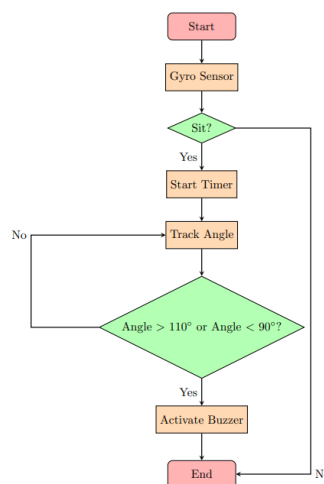 Start
Gyro Sensor
Sit?
Yes
Start Timer
No
Track Angle
Angle > 110° or Angle < 90°?
Yes
Activate Buzzer
End
N